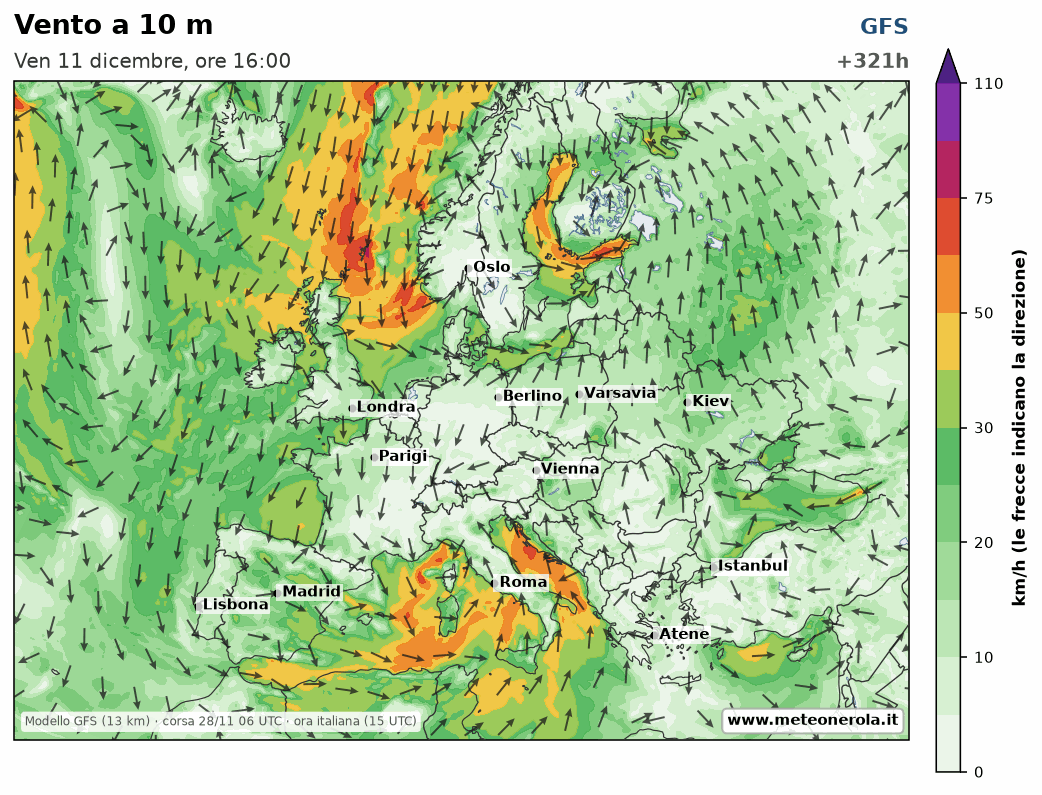 Vento a 10 m
GFS
Ven 11 dicembre, ore 16:00
+321h
110
75
50
30
20
10
0
km/h (le frecce indicano la direzione)
Oslo
Londra
Berlino
Varsavia
Kiev
Parigi
Vienna
Istanbul
Roma
Madrid
Lisbona
Atene
Modello GFS (13 km) · corsa 28/11 06 UTC · ora italiana (15 UTC)
www.meteonerola.it